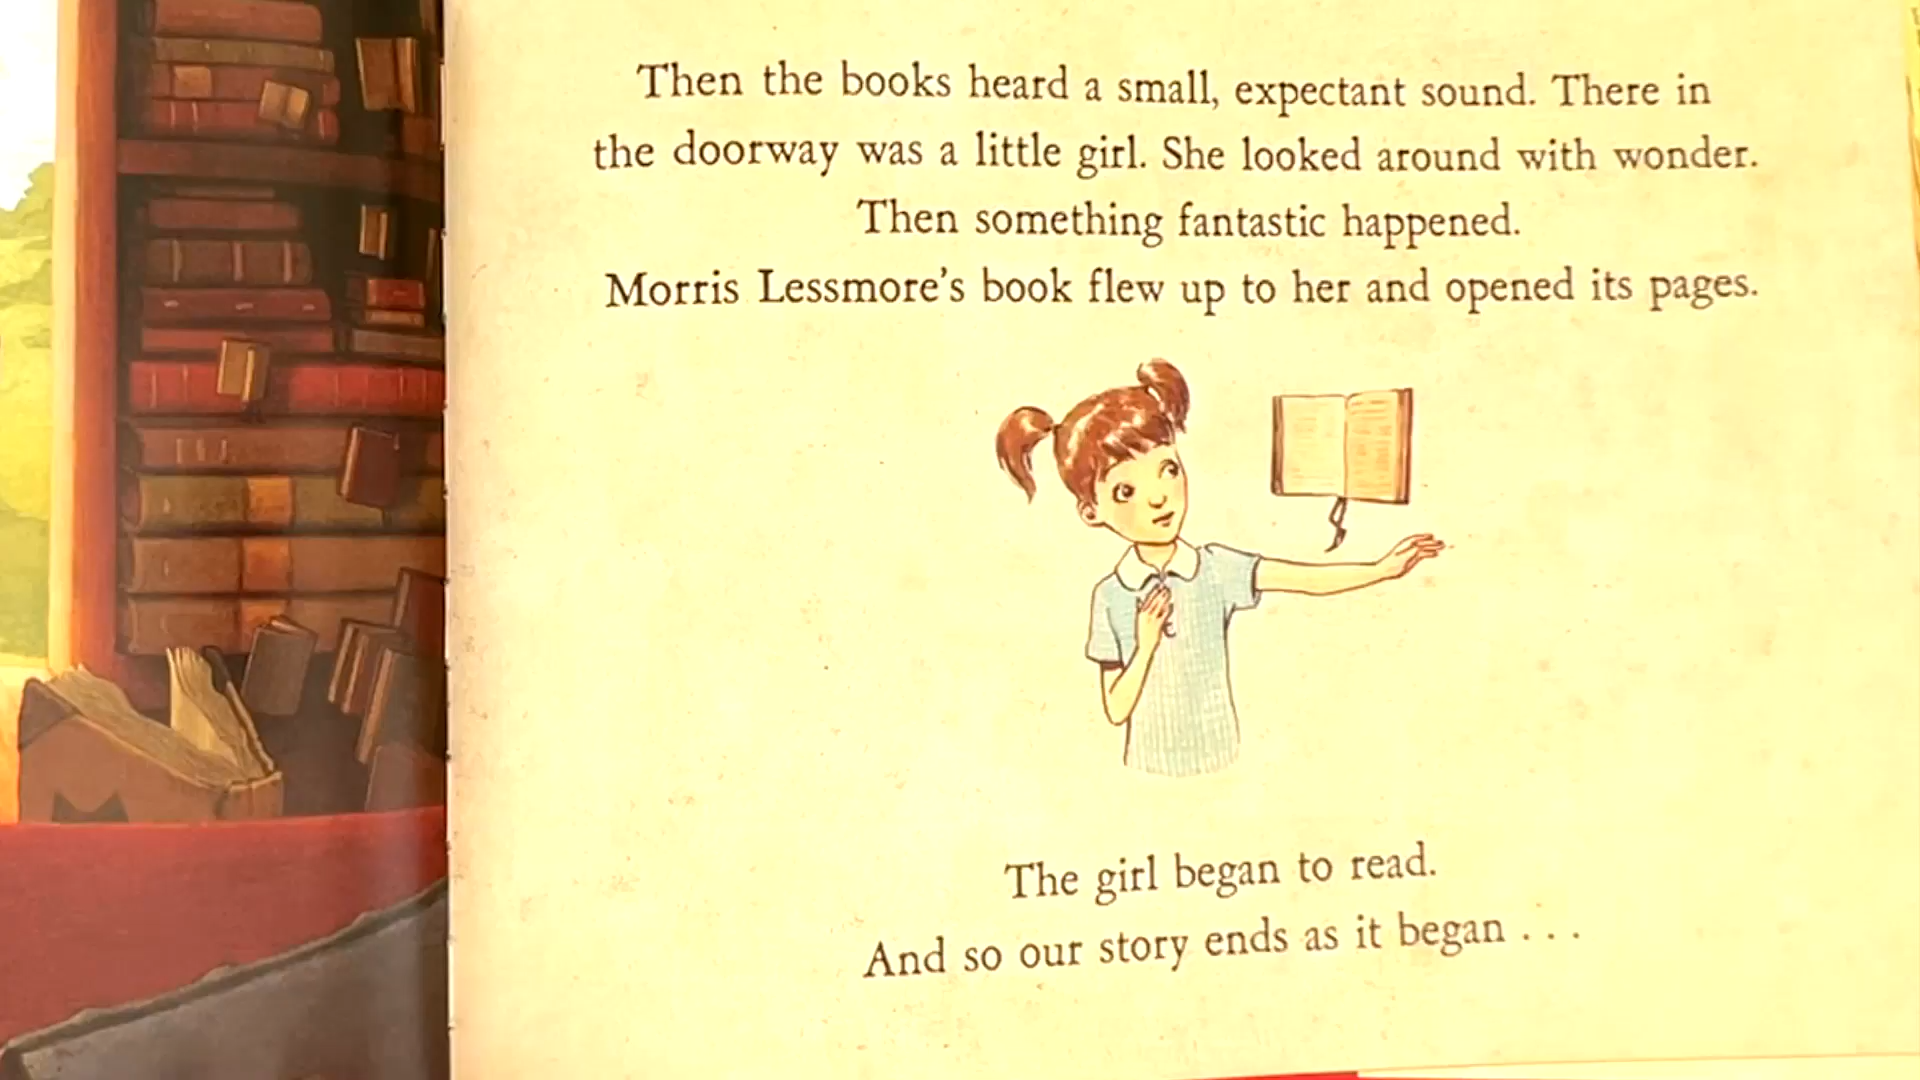 Then the books heard a small, expectant sound. There in
the doorway was a little girl. She looked around with wonder.
Then something fantastic happened.
Morris Lessmore's book flew up to her and opened its pages.
The girl began to read.
And so our story ends as it began . . .